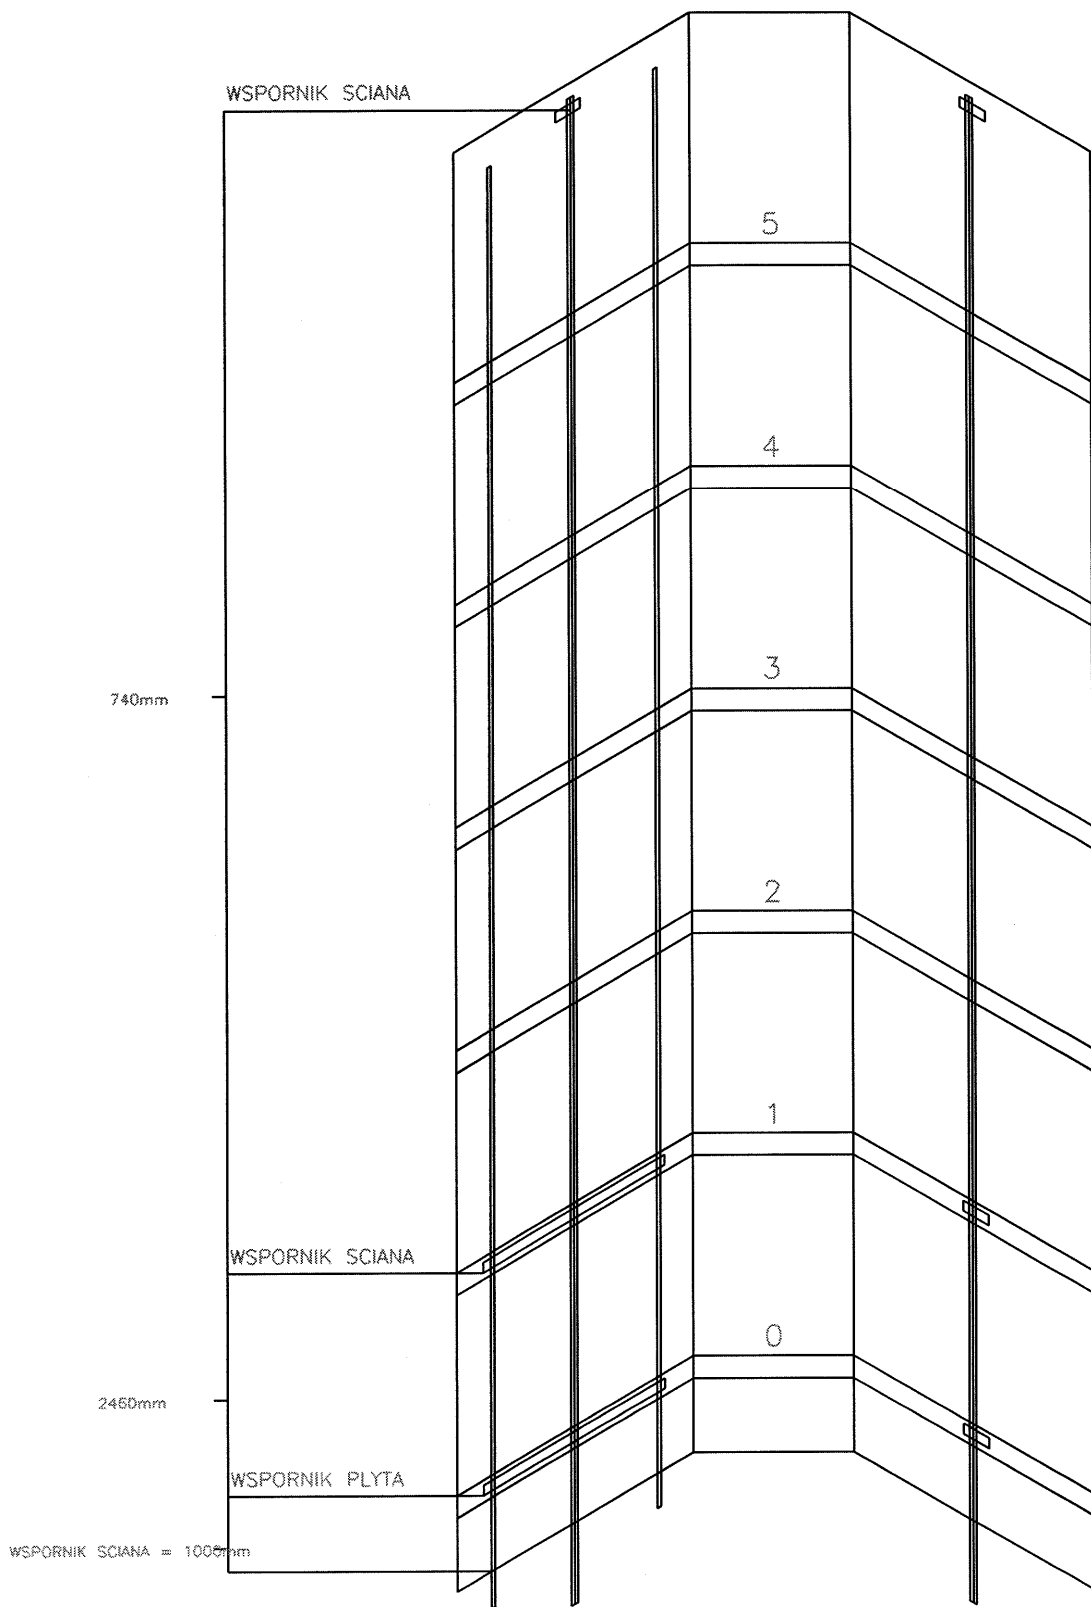 WSPORNIK SCIANA
5
4
3
740mm
2
1
WSPORNIK SCIANA
0
2460mm
WSPORNIK PLYTA
WSPORNIK SCIANA = 1000mm